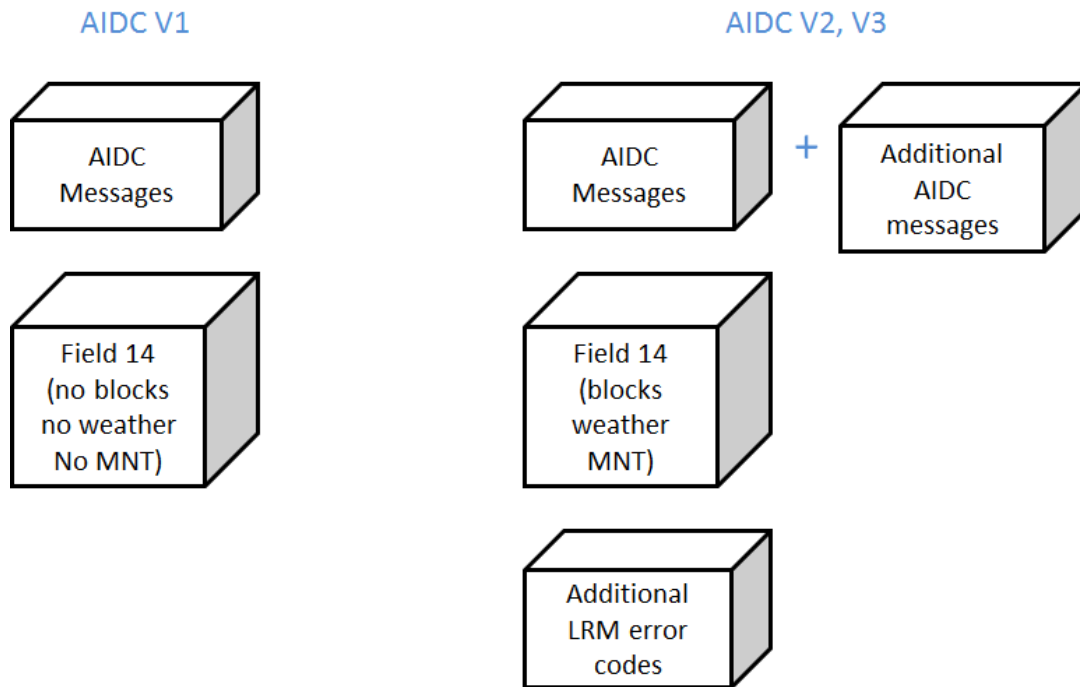 AIDC V1
AIDC V2, V3
AIDC
Messages
AIDC
Messages
+
Additional
AIDC
messages
Field 14
(no blocks
no weather
No MNT)
Field 14
(blocks
weather
MNT)
Additional
LRM error
codes